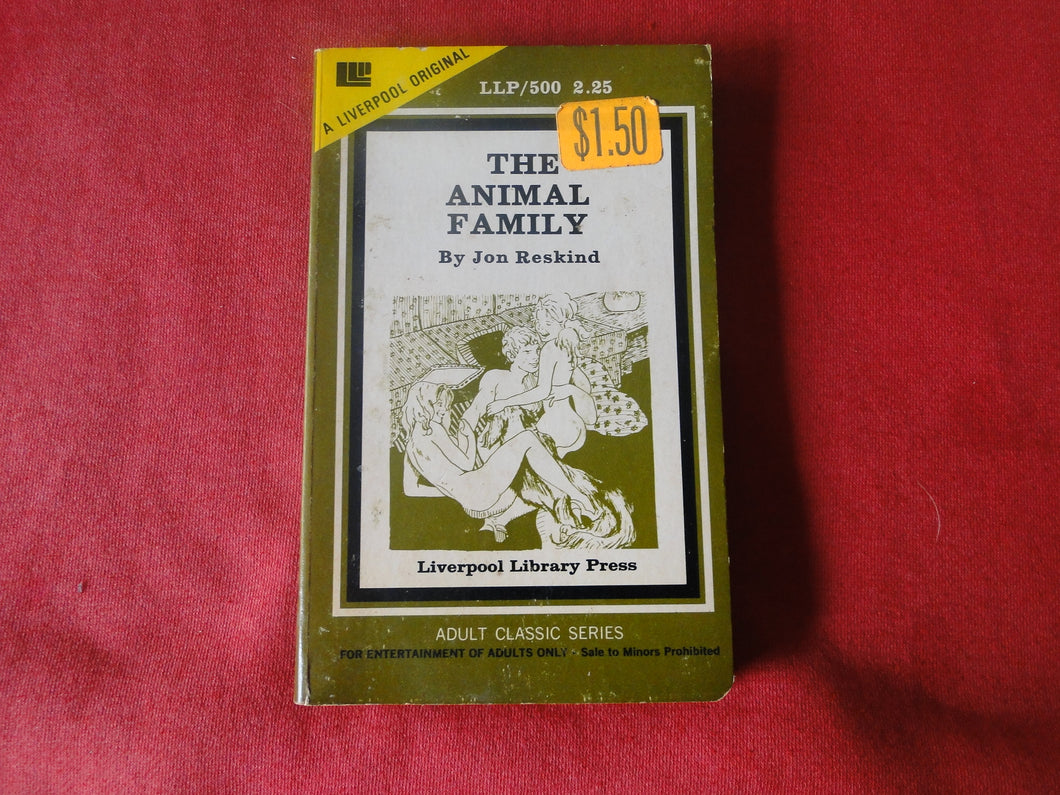 LLP
A LIVERPOOL ORIGINAL
LLP/500 2.25
$1.50
THE
ANIMAL
FAMILY
By Jon Reskind
Liverpool Library Press
ADULT CLASSIC SERIES
FOR ENTERTAINMENT OF ADULTS ONLY - Sale to Minors Prohibited